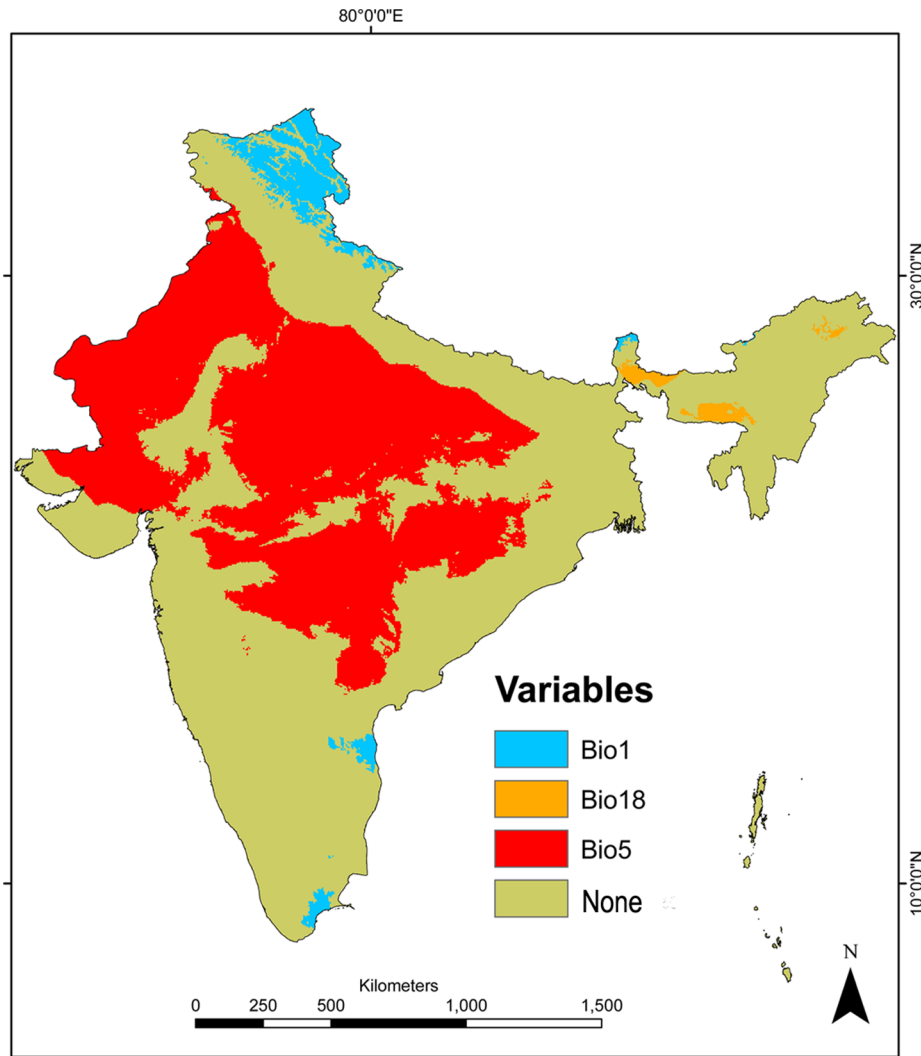 80°0'0"E
30°0'0"N
Variables
Bio1
Bio18
Bio5
None
10°0'0"N
N
Kilometers
0 250 500 1,000 1,500